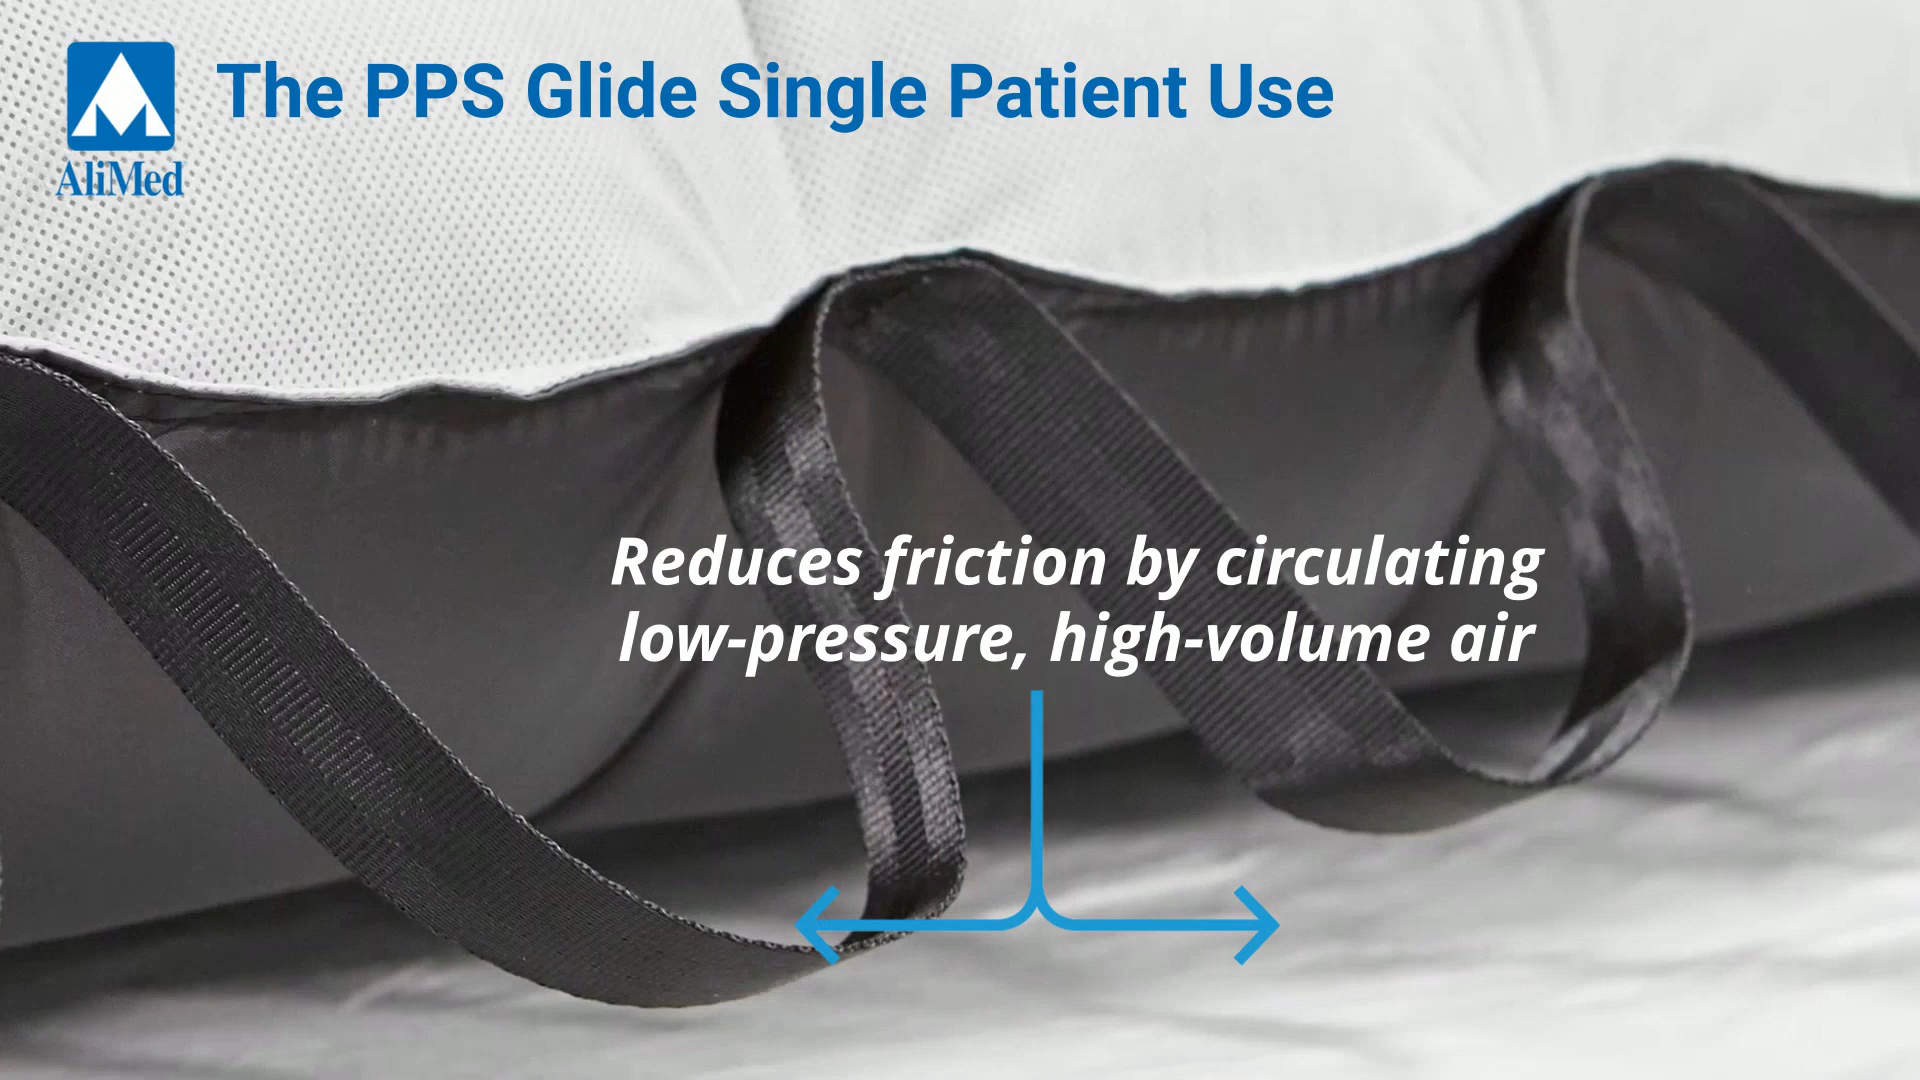 The PPS Glide Single Patient Use
AliMed
Reduces friction by circulating
low-pressure, high-volume air